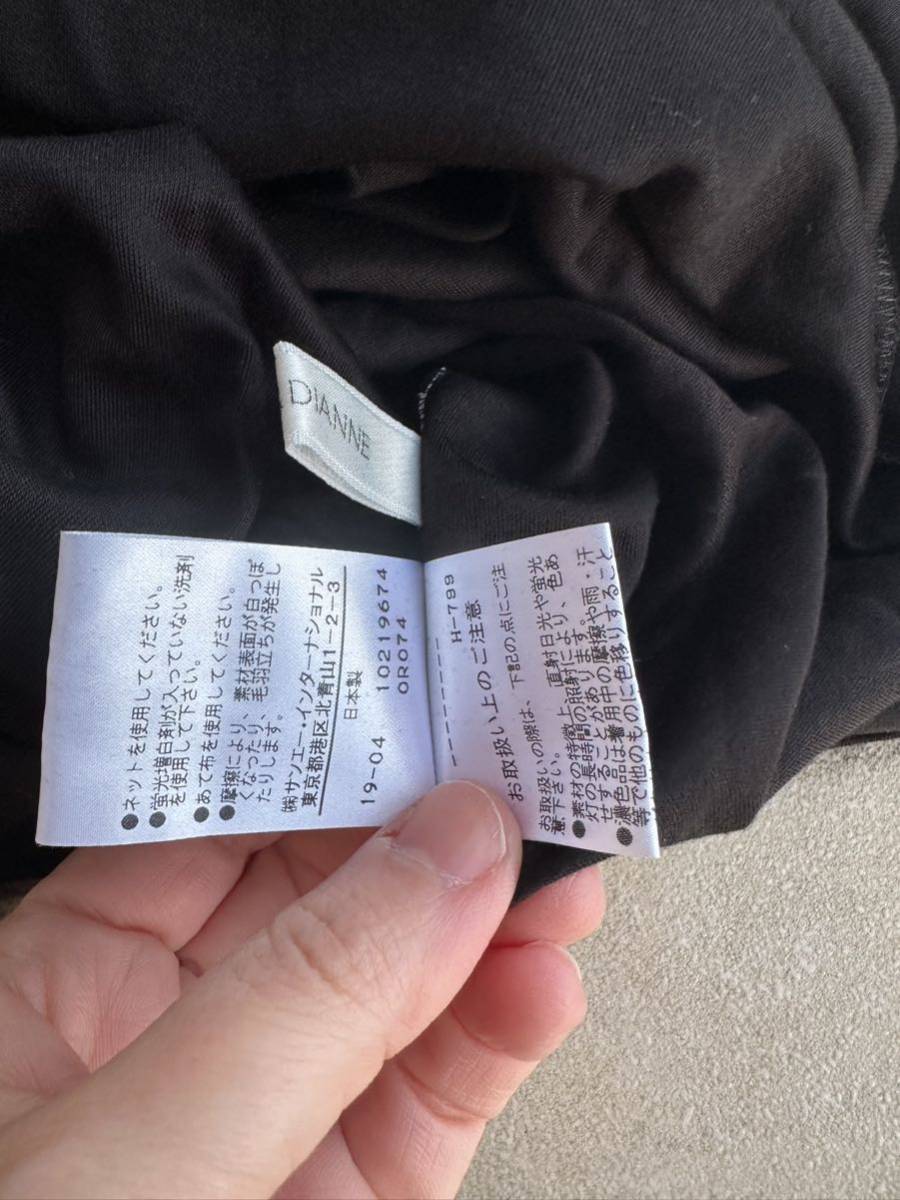 DIANNE
H-799
お取扱い上のご注意
お取扱いの際は、下記の点にご注
意下さい。
●素材の特徴上、直射日光や蛍光
灯の長時間の照射により、色あ
せすることがあります。
●濃色品は着用中の摩擦や雨・汗
等で他のものに色移りすること
●ネットを使用してください。
●蛍光増白剤が入っていない洗剤
を使用して下さい。
●あて布を使用してください。
●摩擦により、素材表面が白っぽ
くなったり、毛羽立ちが発生し
たりします。
㈱サンエー・インターナショナル
東京都港区北青山1-2-3
日本製
19-04 10219674
OR074